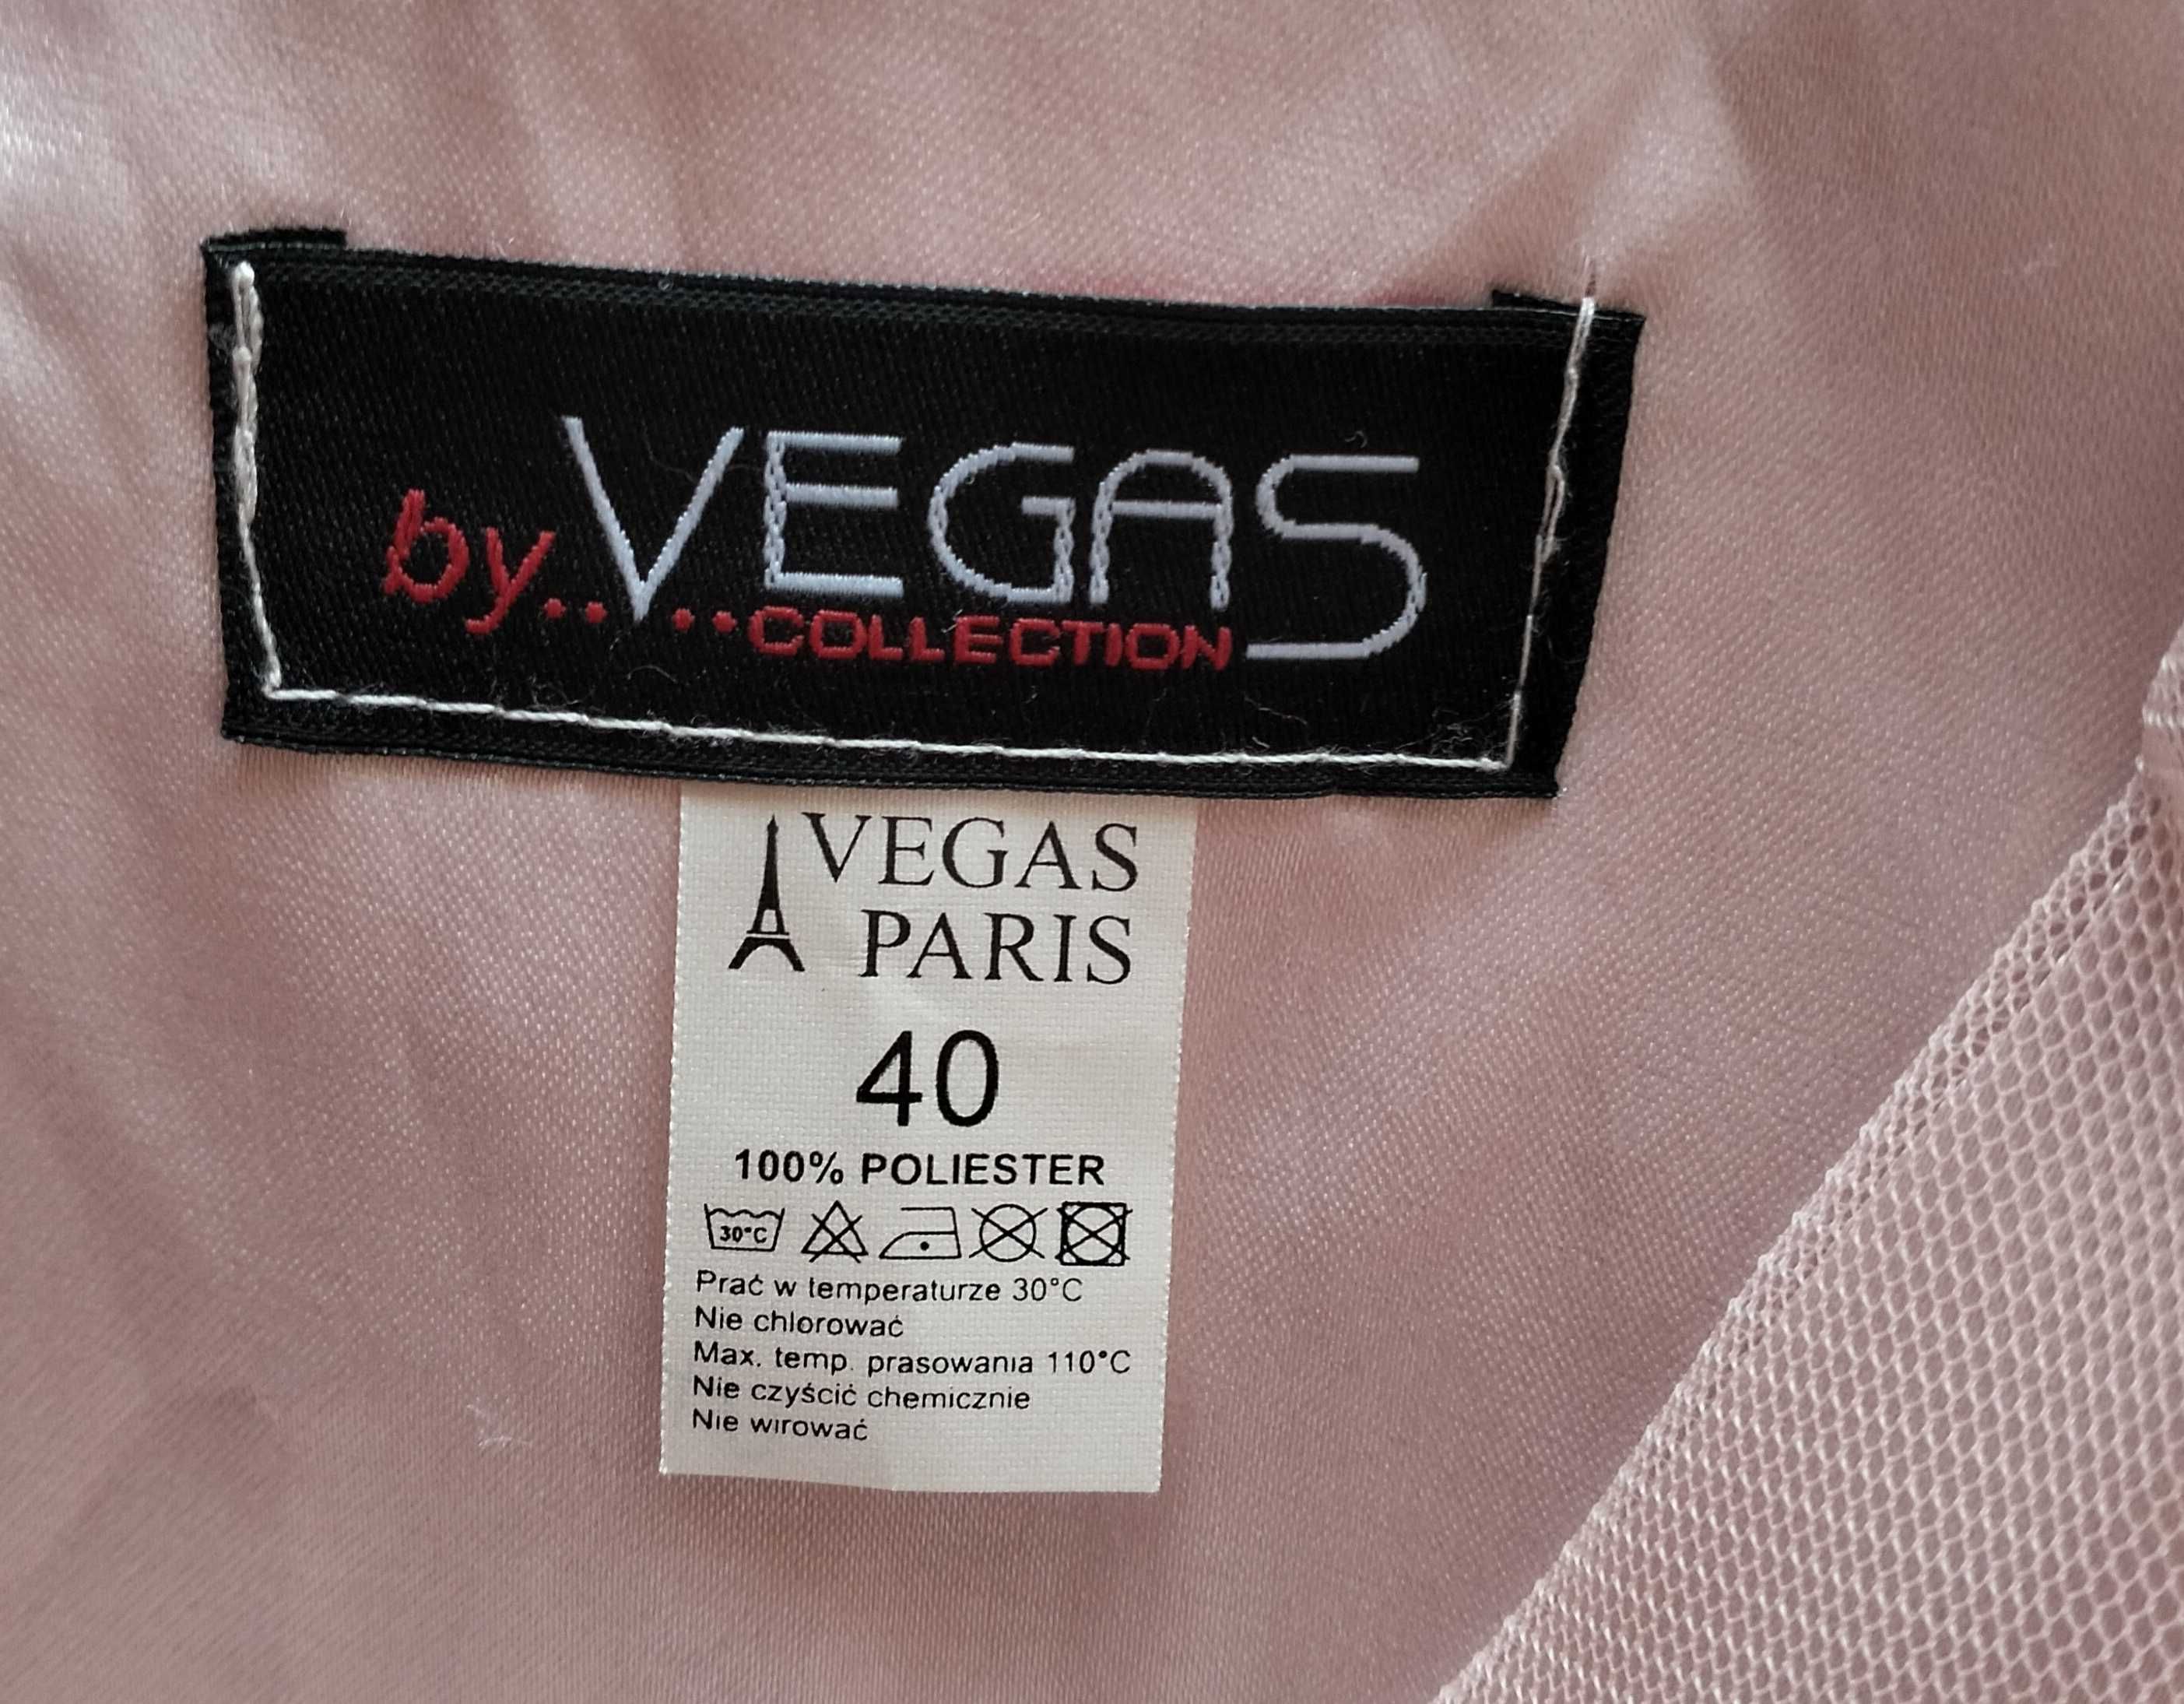 by..VEGAS
..COLLECTION
VEGAS
PARIS
40
100% POLIESTER
30°C
Prać w temperaturze 30°C
Nie chlorować
Max. temp. prasowania 110°C
Nie czyścić chemicznie
Nie wirować